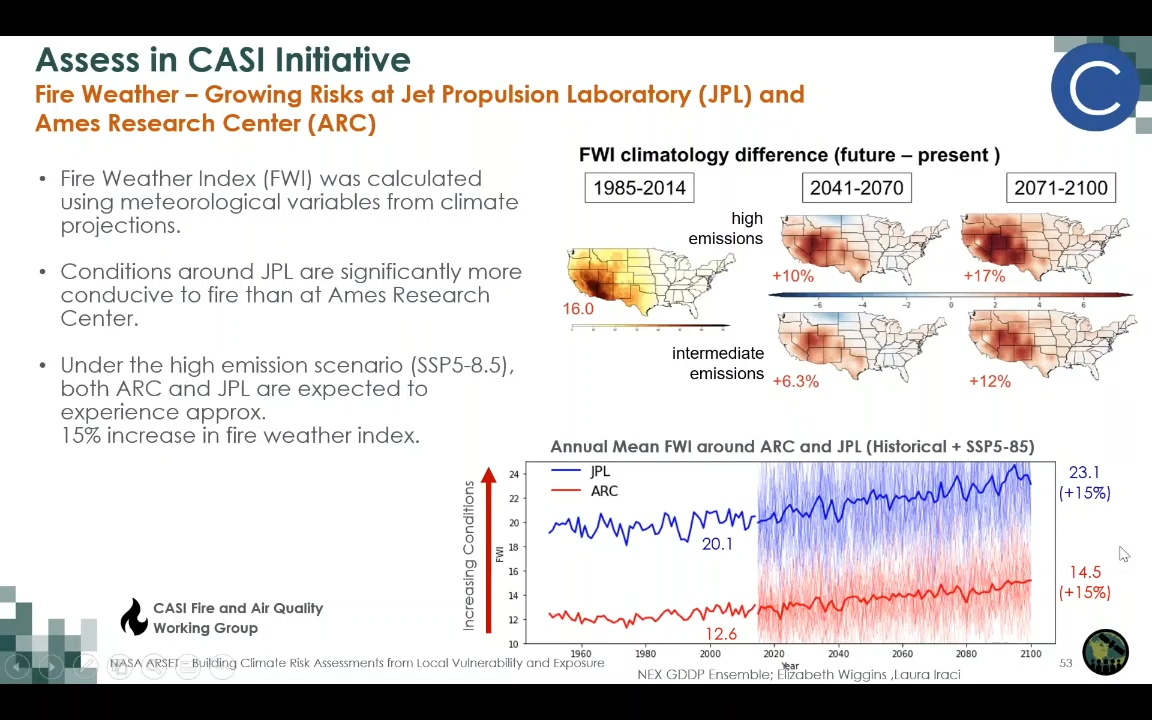 Assess in CASI Initiative
Fire Weather – Growing Risks at Jet Propulsion Laboratory (JPL) and
Ames Research Center (ARC)
• Fire Weather Index (FWI) was calculated
using meteorological variables from climate
projections.
• Conditions around JPL are significantly more
conducive to fire than at Ames Research
Center.
• Under the high emission scenario (SSP5-8.5),
both ARC and JPL are expected to
experience approx.
15% increase in fire weather index.
CASI Fire and Air Quality
Working Group
FWI climatology difference (future – present )
1985-2014
2041-2070
2071-2100
high
emissions
+10%
+17%
16.0
-6 -4 -2 0 2 4 6
intermediate
emissions
+6.3%
+12%
Annual Mean FWI around ARC and JPL (Historical + SSP5-85)
Increasing Conditions
FWI
24
22
20
18
16
14
12
10
JPL
ARC
20.1
12.6
23.1
(+15%)
14.5
(+15%)
1960 1980 2000 2020 2040 2060 2080 2100
Year
NEX GDDP Ensemble; Elizabeth Wiggins ,Laura Iraci
NASA ARSET – Building Climate Risk Assessments from Local Vulnerability and Exposure
53
C